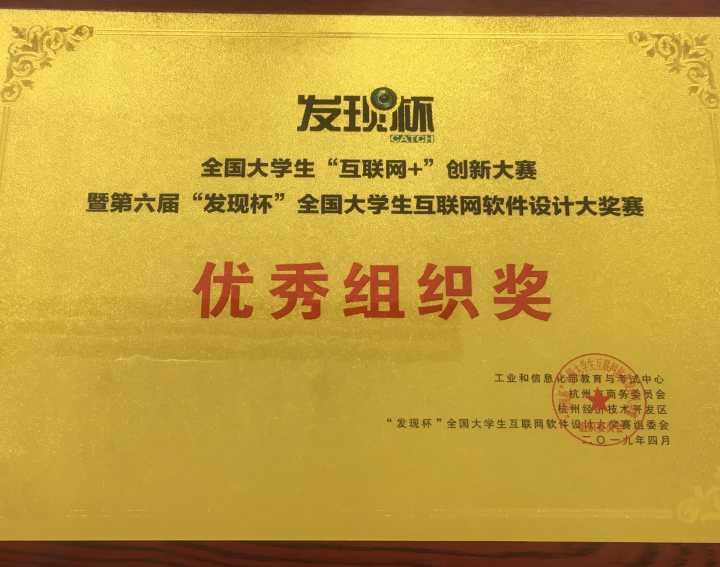 发现杯
CATCH
全国大学生“互联网+”创新大赛
暨第六届“发现杯”全国大学生互联网软件设计大奖赛
优秀组织奖
工业和信息化部教育与考试中心
杭州市商务委员会
杭州经济技术开发区
“发现杯”全国大学生互联网软件设计大奖赛组委会
二〇一九年四月